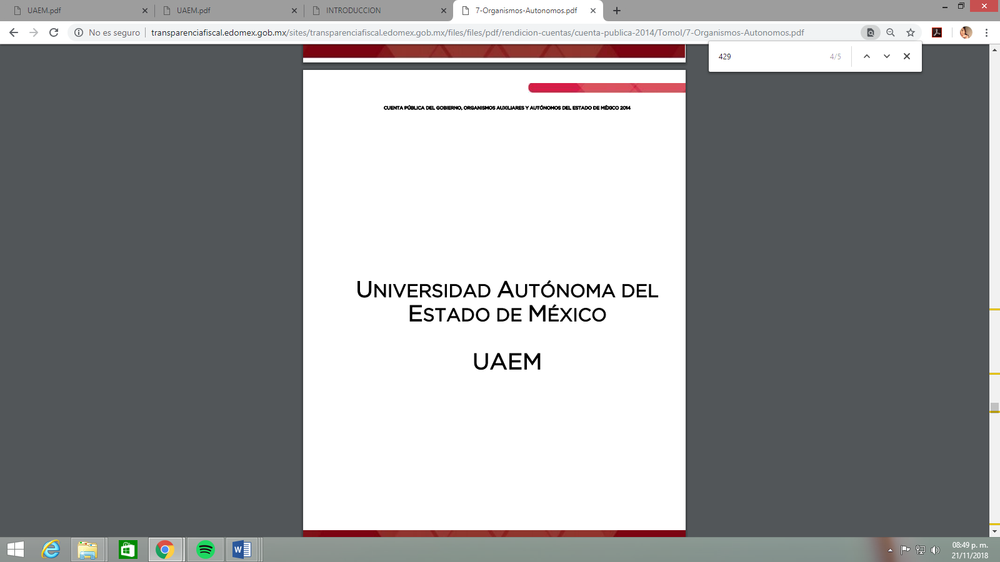 UAEM.pdf
UAEM.pdf
INTRODUCCION
7-Organismos-Autonomos.pdf
No es seguro
transparenciafiscal.edomex.gob.mx/sites/transparenciafiscal.edomex.gob.mx/files/files/pdf/rendicion-cuentas/cuenta-publica-2014/TomoI/7-Organismos-Autonomos.pdf
429
4/5
CUENTA PÚBLICA DEL GOBIERNO, ORGANISMOS AUXILIARES Y AUTÓNOMOS DEL ESTADO DE MÉXICO 2014
UNIVERSIDAD AUTÓNOMA DEL
ESTADO DE MÉXICO
UAEM
08:49 p. m.
21/11/2018